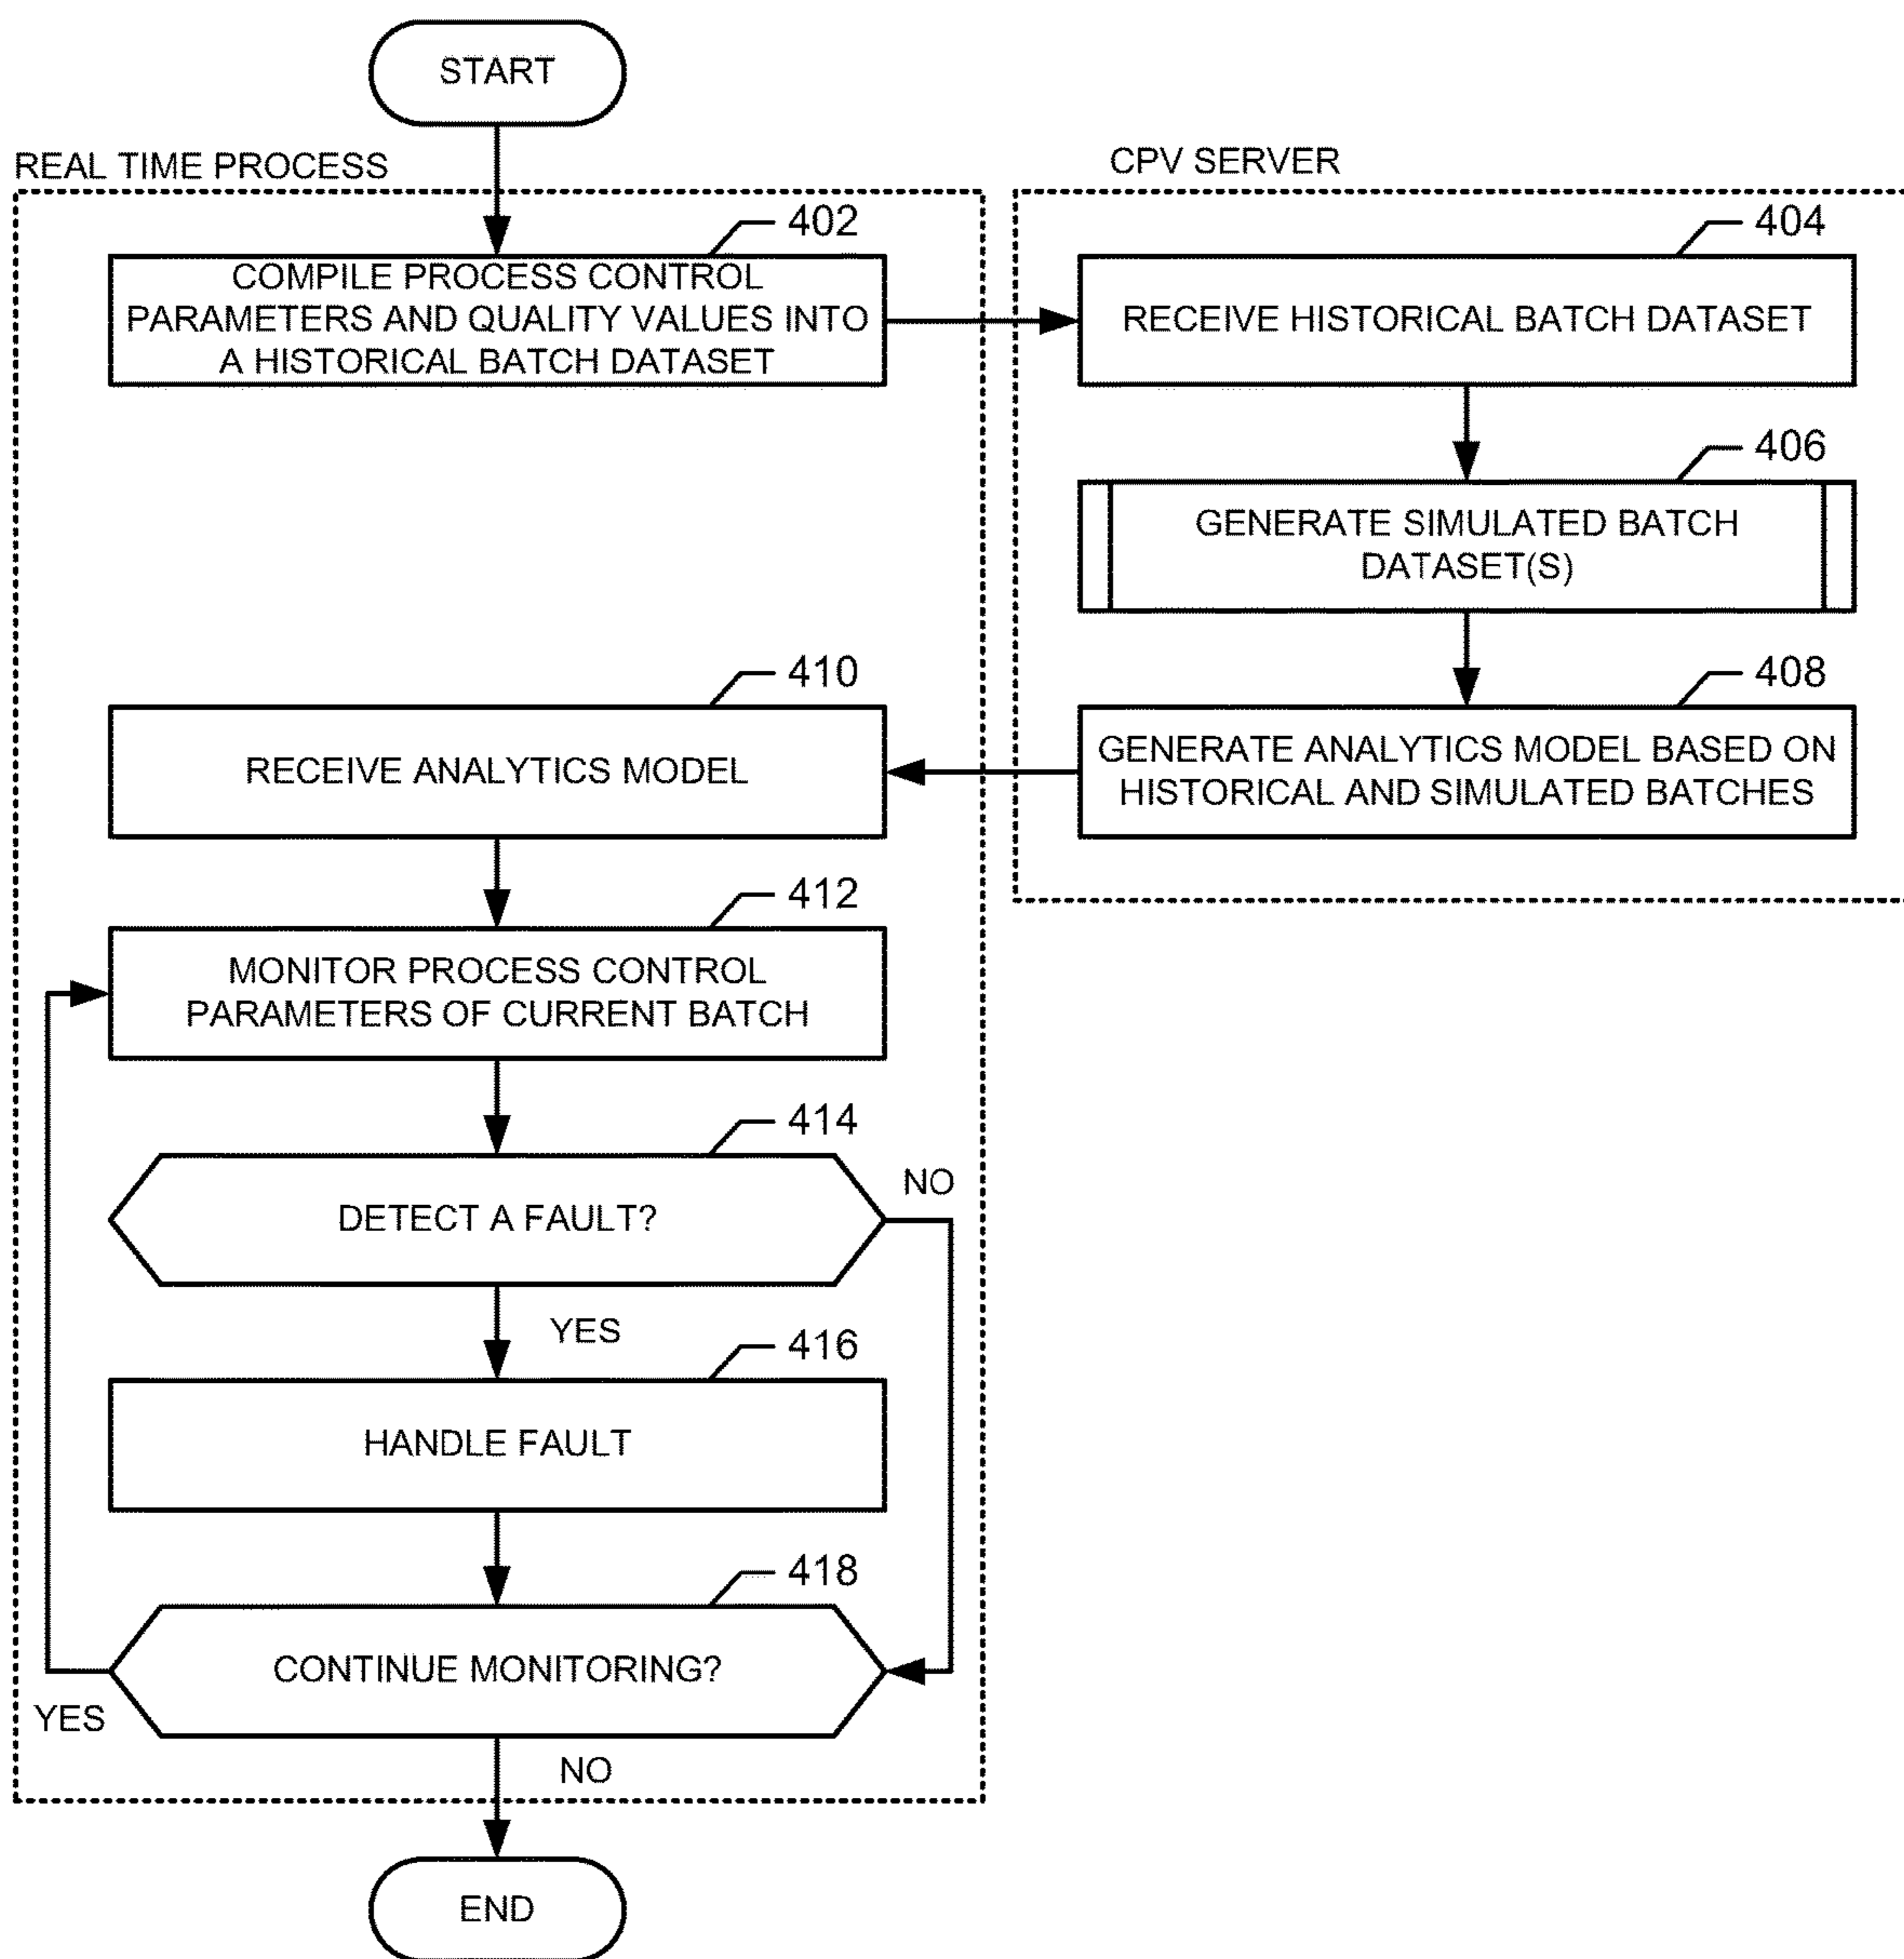 START
REAL TIME PROCESS
CPV SERVER
402
COMPILE PROCESS CONTROL
PARAMETERS AND QUALITY VALUES INTO
A HISTORICAL BATCH DATASET
404
RECEIVE HISTORICAL BATCH DATASET
406
GENERATE SIMULATED BATCH
DATASET(S)
408
GENERATE ANALYTICS MODEL BASED ON
HISTORICAL AND SIMULATED BATCHES
410
RECEIVE ANALYTICS MODEL
412
MONITOR PROCESS CONTROL
PARAMETERS OF CURRENT BATCH
414
DETECT A FAULT?
NO
YES
416
HANDLE FAULT
418
CONTINUE MONITORING?
YES
NO
END